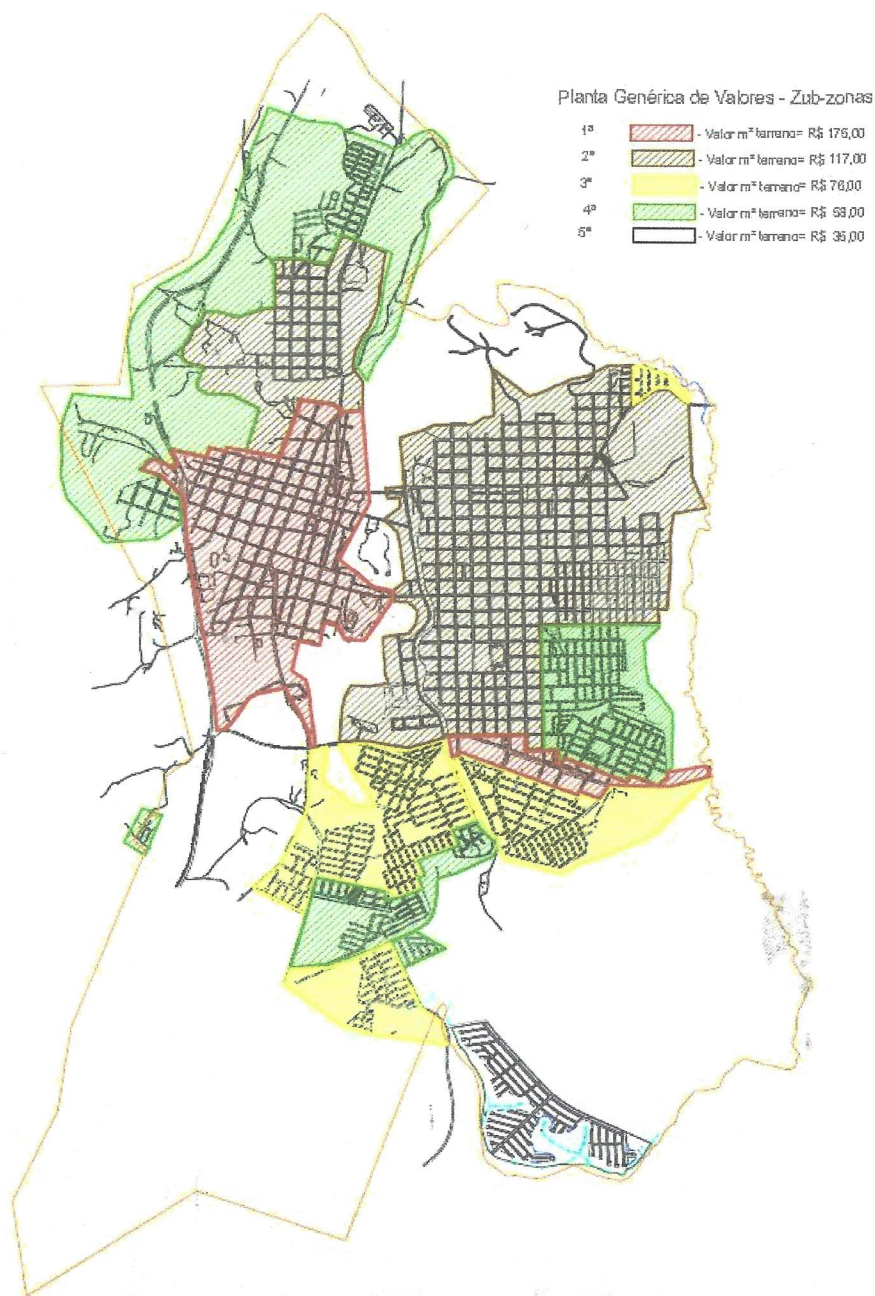 Planta Genérica de Valores - Zub-zonas
1ª - Valor m² terreno= R$ 175,00
2ª - Valor m² terreno= R$ 117,00
3ª - Valor m² terreno= R$ 76,00
4ª - Valor m² terreno= R$ 58,00
5ª - Valor m² terreno= R$ 35,00